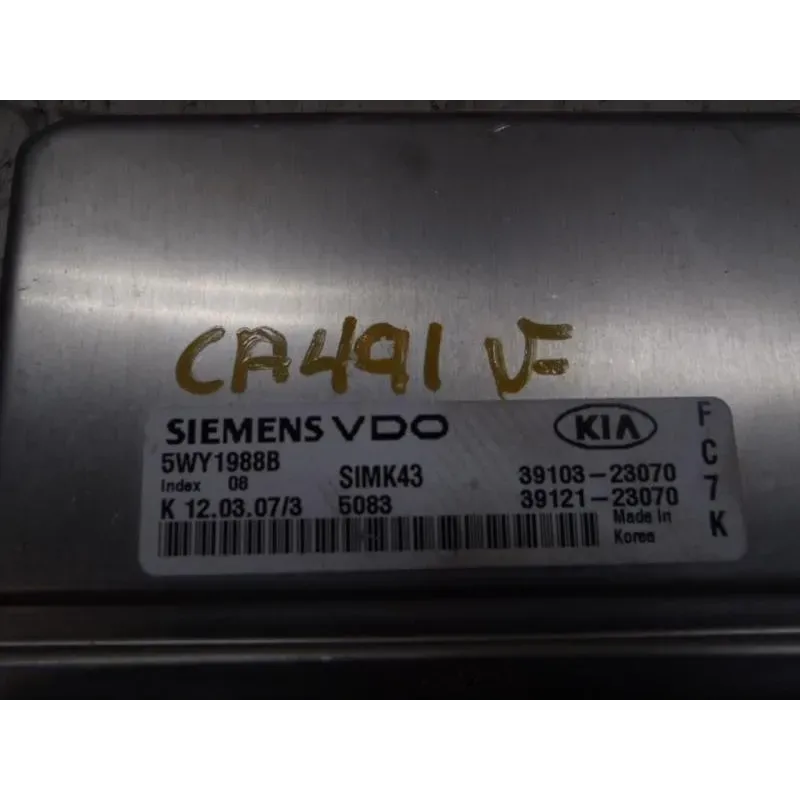 CA491 VF
SIEMENS VDO KIA
5WY1988B
Index 08 SIMK43 39103-23070
K 12.03.07/3 5083 39121-23070
Made in
Korea
F
C
7
K